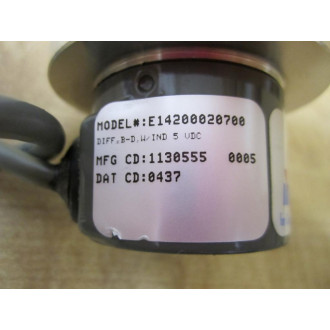 MODEL#:E14200020700
DIFF,B-D,W/IND 5 VDC
MFG CD:1130555 0005
DAT CD:0437